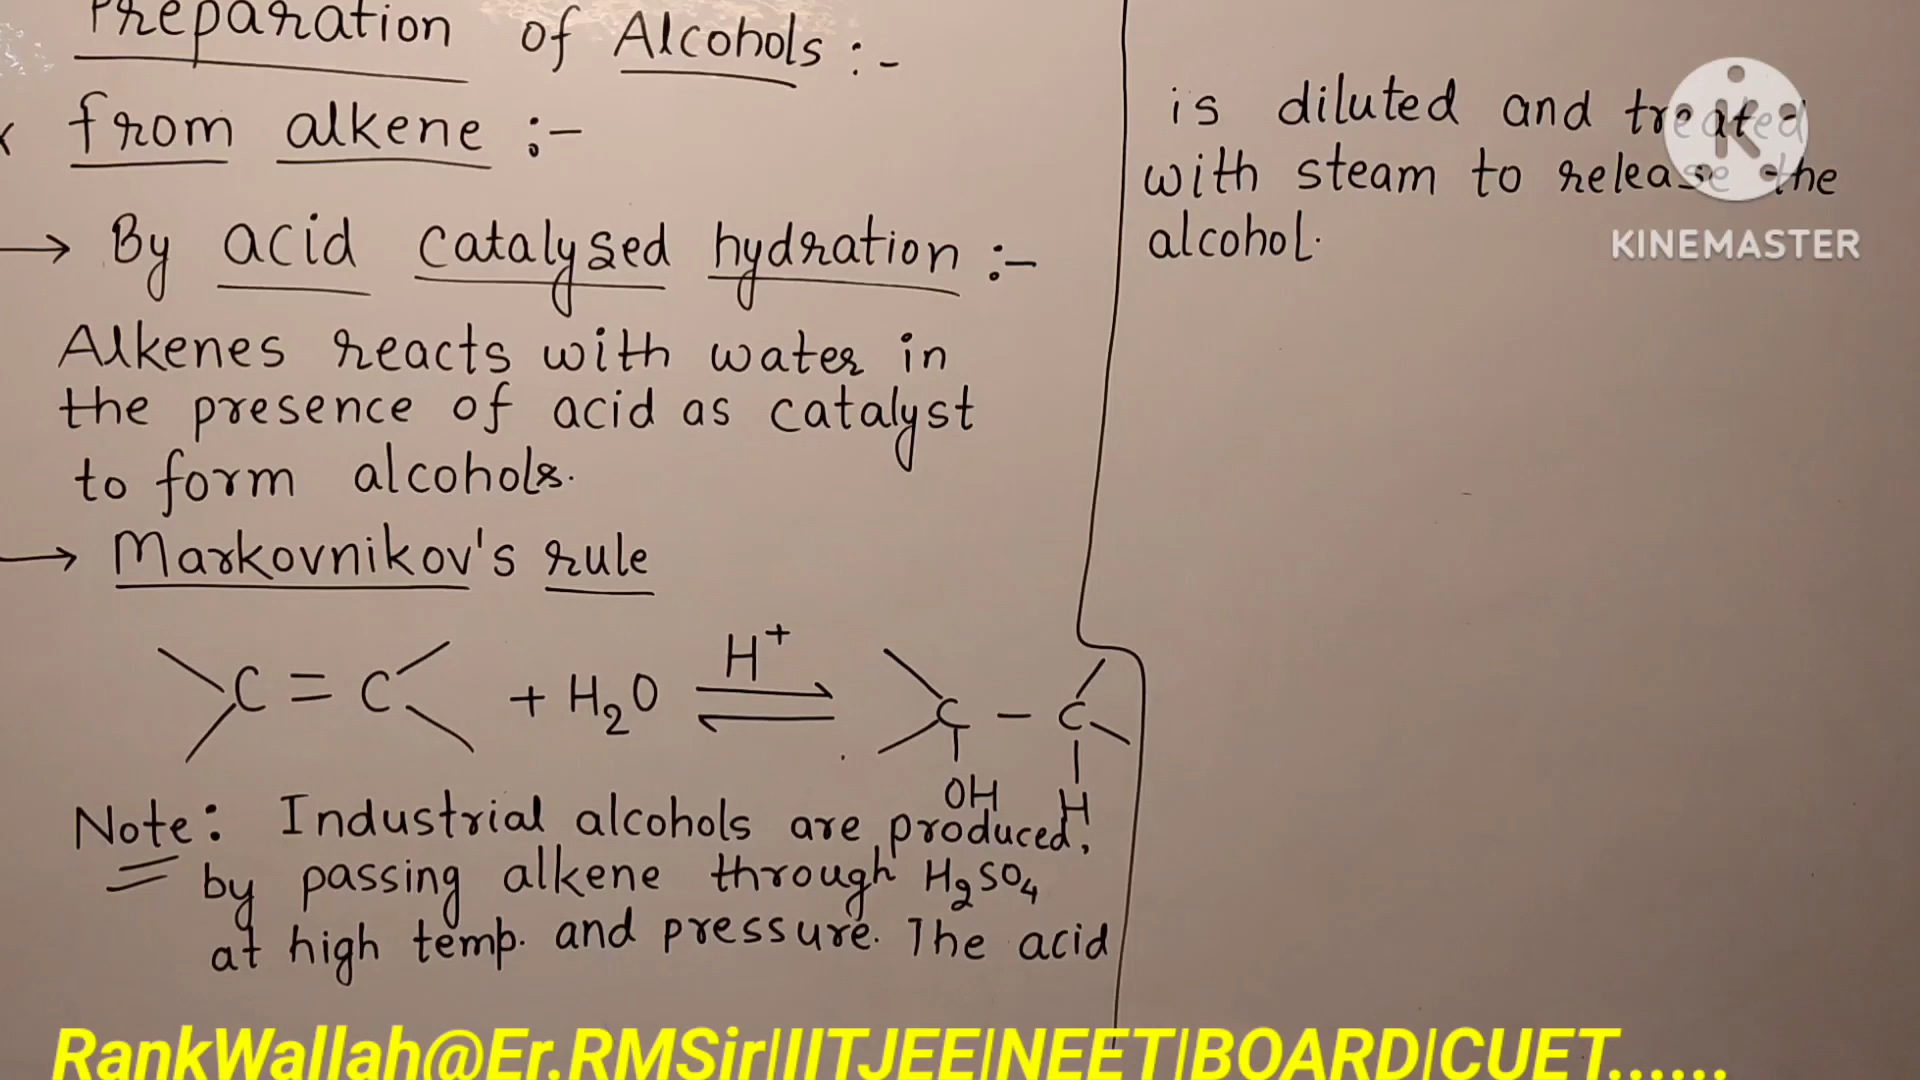 Preparation of Alcohols :-
from alkene :-
→ By acid catalysed hydration :-
Alkenes reacts with water in
the presence of acid as catalyst
to form alcohols.
→ Markovnikov's rule
C = C + H₂O ⇌ C - C
H⁺
OH H
Note: Industrial alcohols are produced,
by passing alkene through H₂SO₄
at high temp. and pressure. The acid
is diluted and treated
with steam to release the
alcohol.
K
KINEMASTER
RankWallah@Er.RMSir|IITJEE|NEET|BOARD|CUET......